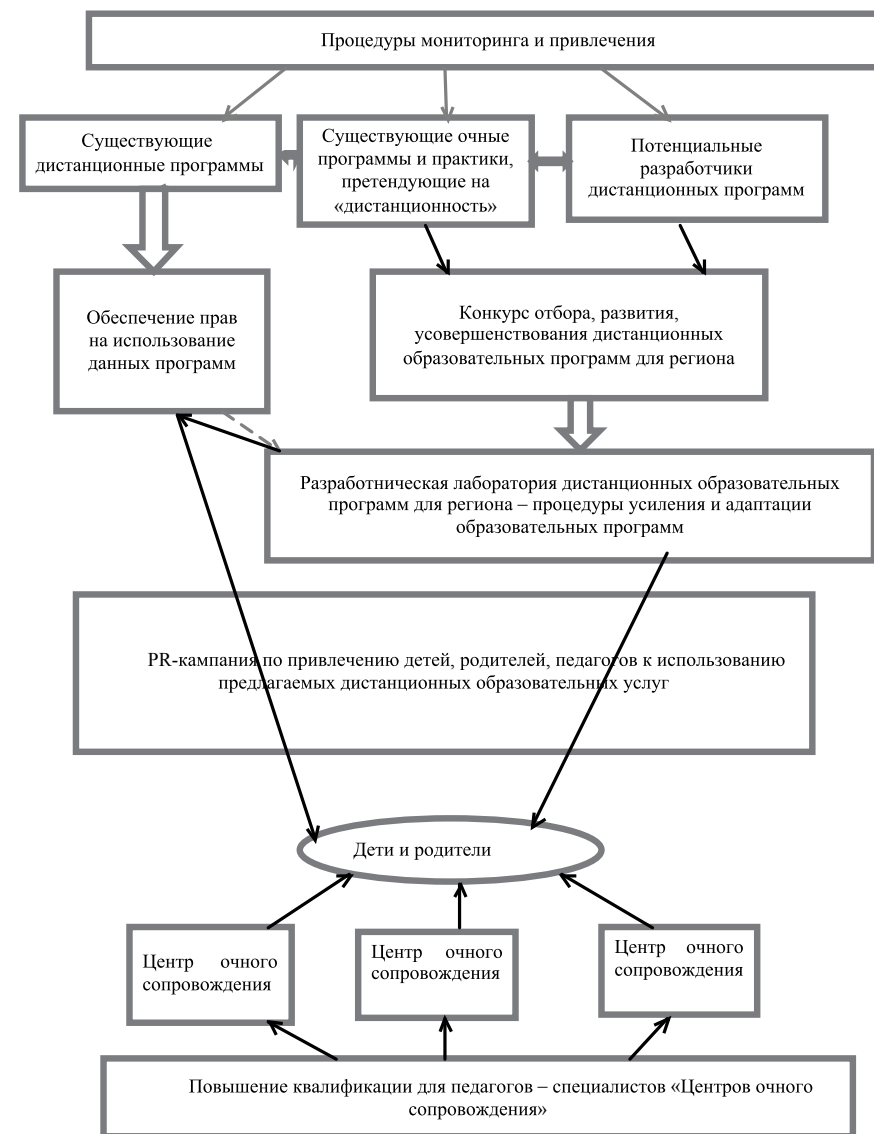 Процедуры мониторинга и привлечения
Существующие
дистанционные программы
Существующие очные
программы и практики,
претендующие на
«дистанционность»
Потенциальные
разработчики
дистанционных программ
Обеспечение прав
на использование
данных программ
Конкурс отбора, развития,
усовершенствования дистанционных
образовательных программ для региона
Разработническая лаборатория дистанционных образовательных
программ для региона – процедуры усиления и адаптации
образовательных программ
PR-кампания по привлечению детей, родителей, педагогов к использованию
предлагаемых дистанционных образовательных услуг
Дети и родители
Центр очного
сопровождения
Центр очного
сопровождения
Центр очного
сопровождения
Повышение квалификации для педагогов – специалистов «Центров очного
сопровождения»